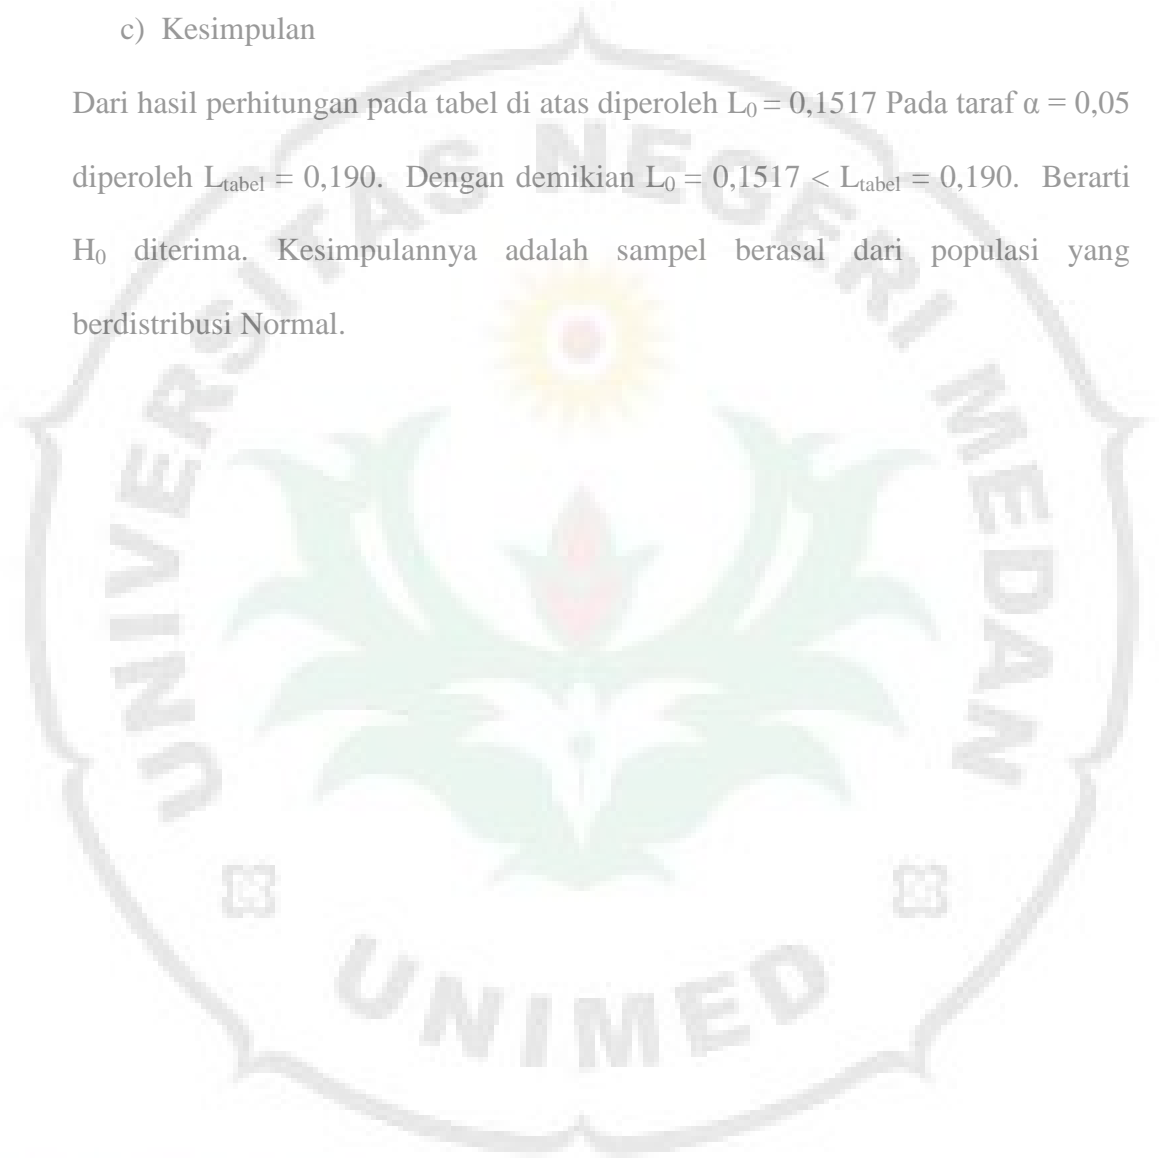 c) Kesimpulan
Dari hasil perhitungan pada tabel di atas diperoleh L₀ = 0,1517 Pada taraf α = 0,05
diperoleh Lₜₐbₑₗ = 0,190. Dengan demikian L₀ = 0,1517 < Lₜₐbₑₗ = 0,190. Berarti
H₀ diterima. Kesimpulannya adalah sampel berasal dari populasi yang
berdistribusi Normal.
UNIVERSITAS NEGERI MEDAN
UNIMED